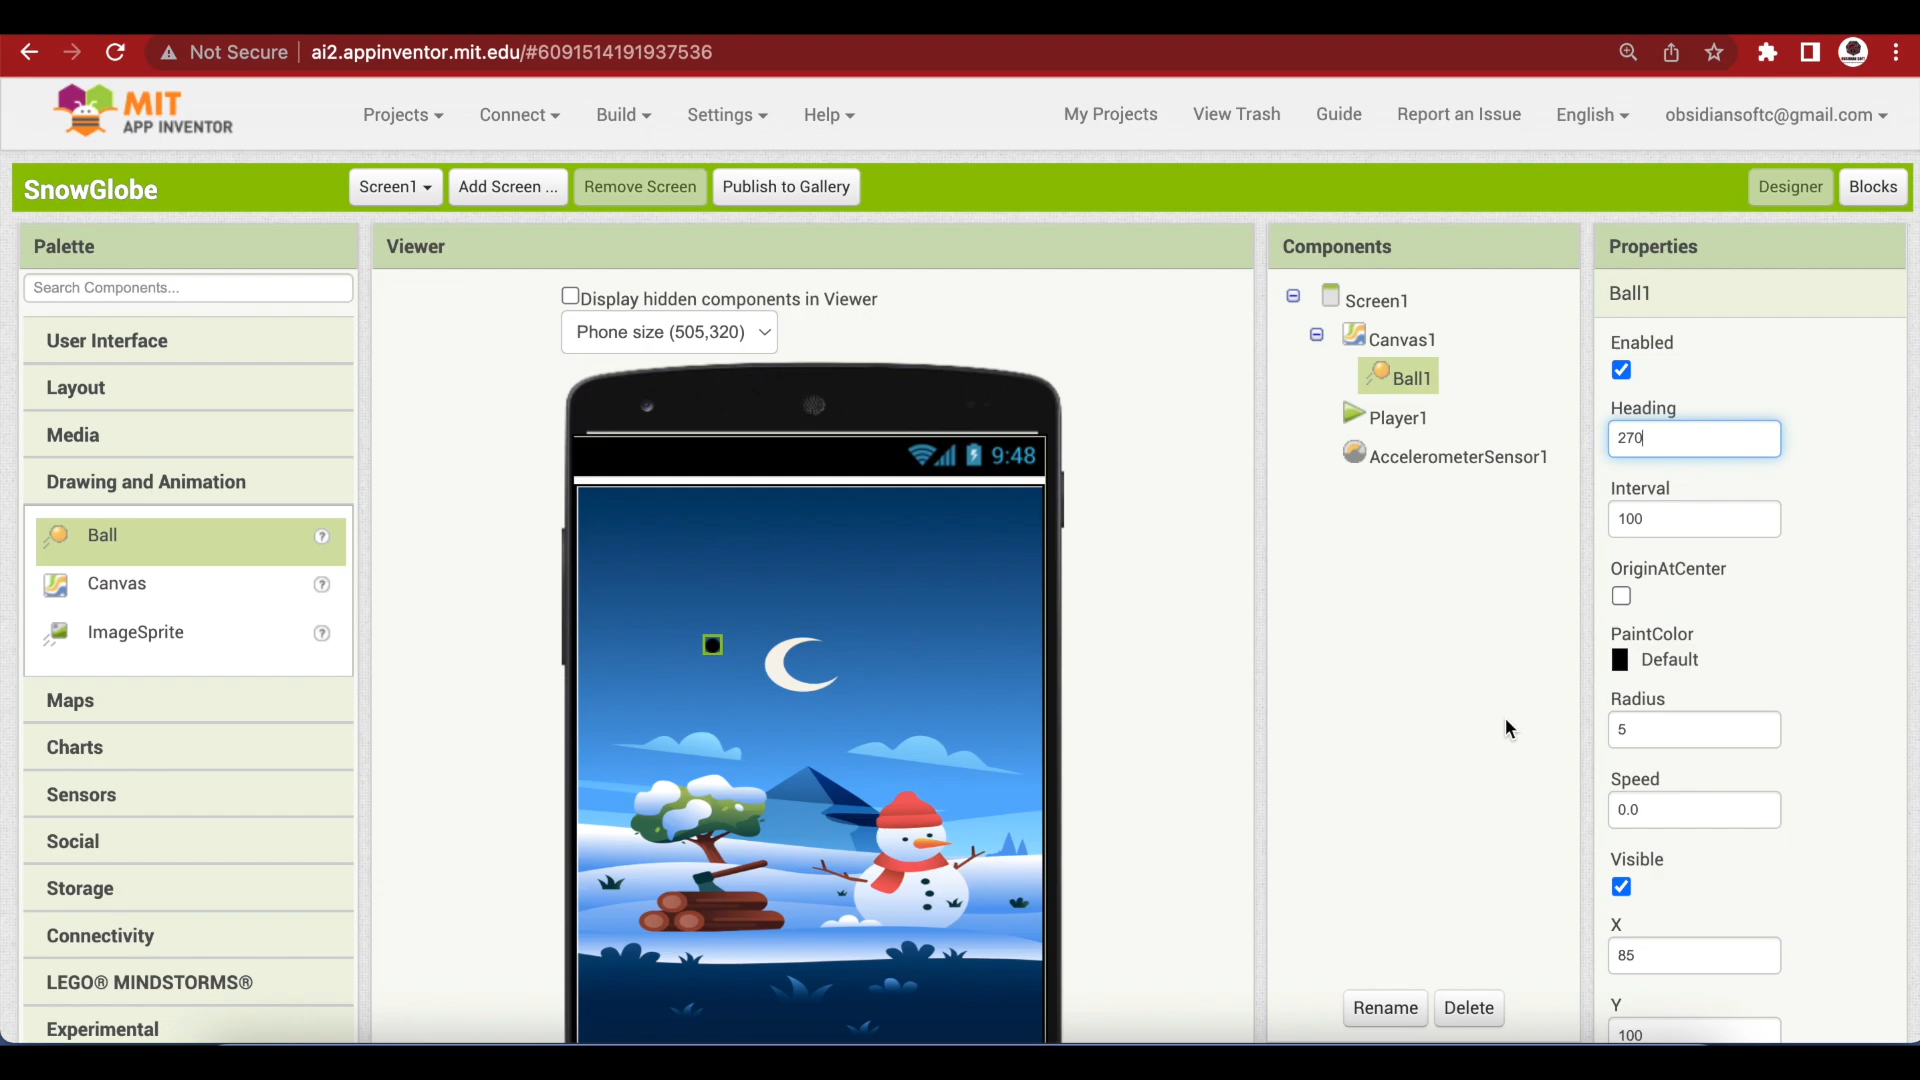 Not Secure
ai2.appinventor.mit.edu/#6091514191937536
MIT
APP INVENTOR
Projects
Connect
Build
Settings
Help
My Projects
View Trash
Guide
Report an Issue
English
obsidiansoftc@gmail.com
SnowGlobe
Screen1
Add Screen ...
Remove Screen
Publish to Gallery
Designer
Blocks
Palette
Search Components...
User Interface
Layout
Media
Drawing and Animation
Ball
?
Canvas
?
ImageSprite
?
Maps
Charts
Sensors
Social
Storage
Connectivity
LEGO® MINDSTORMS®
Experimental
Viewer
Display hidden components in Viewer
Phone size (505,320)
9:48
Components
Screen1
Canvas1
Ball1
Player1
AccelerometerSensor1
Rename
Delete
Properties
Ball1
Enabled
Heading
270
Interval
100
OriginAtCenter
PaintColor
Default
Radius
5
Speed
0.0
Visible
X
85
Y
100